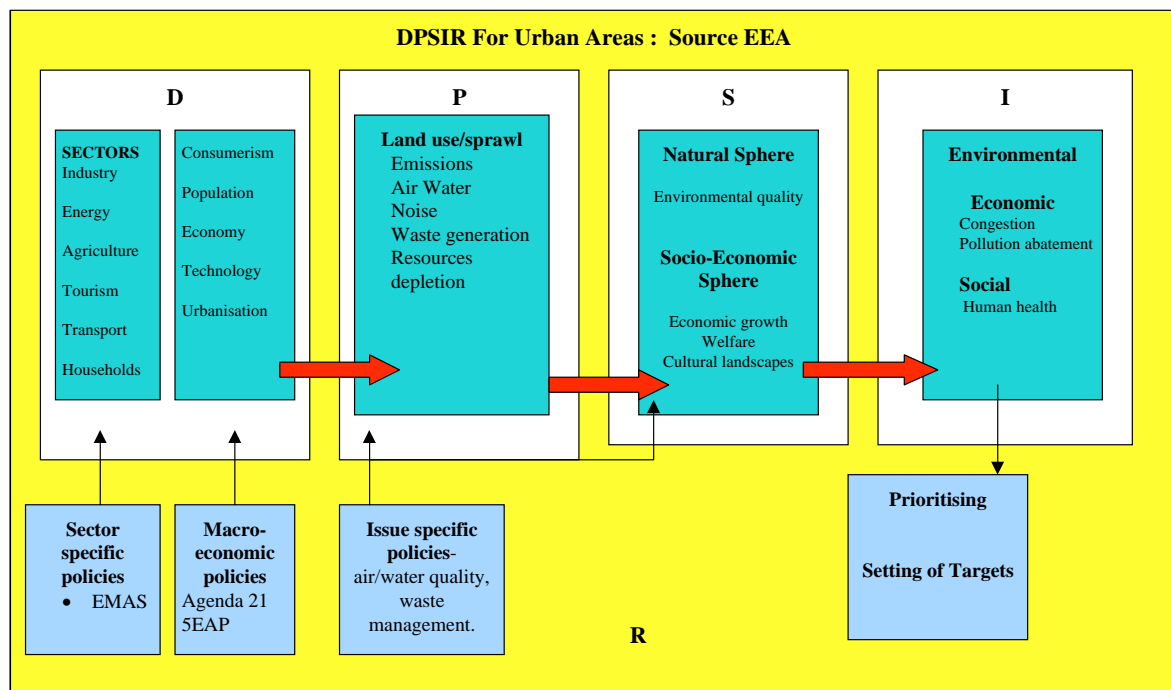 DPSIR For Urban Areas : Source EEA
D
SECTORS
Industry
Energy
Agriculture
Tourism
Transport
Households
Consumerism
Population
Economy
Technology
Urbanisation
P
Land use/sprawl
Emissions
Air Water
Noise
Waste generation
Resources
depletion
S
Natural Sphere
Environmental quality
Socio-Economic
Sphere
Economic growth
Welfare
Cultural landscapes
I
Environmental
Economic
Congestion
Pollution abatement
Social
Human health
Sector
specific
policies
• EMAS
Macro-
economic
policies
Agenda 21
5EAP
Issue specific
policies-
air/water quality,
waste
management.
R
Prioritising
Setting of Targets